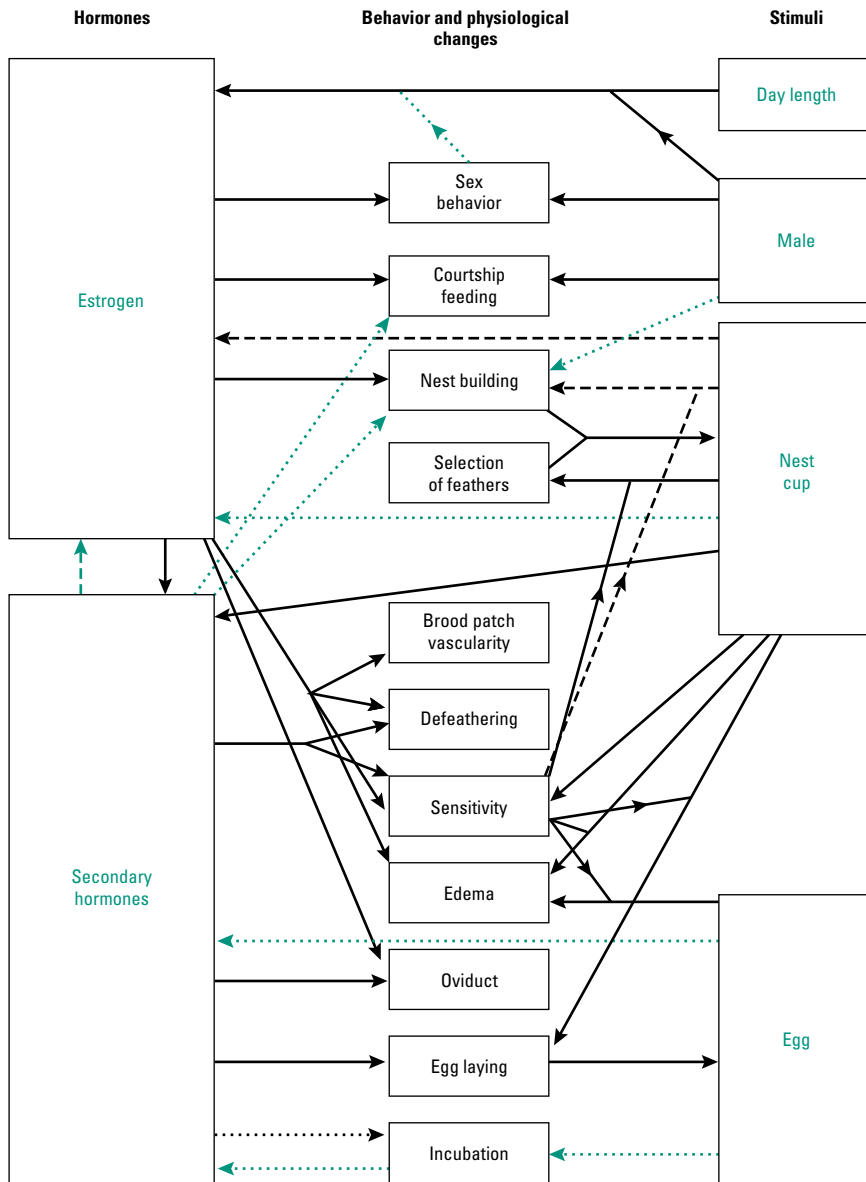 Hormones
Behavior and physiological
changes
Stimuli
Day length
Sex
behavior
Male
Estrogen
Courtship
feeding
Nest building
Selection
of feathers
Nest
cup
Brood patch
vascularity
Defeathering
Sensitivity
Secondary
hormones
Edema
Oviduct
Egg laying
Egg
Incubation